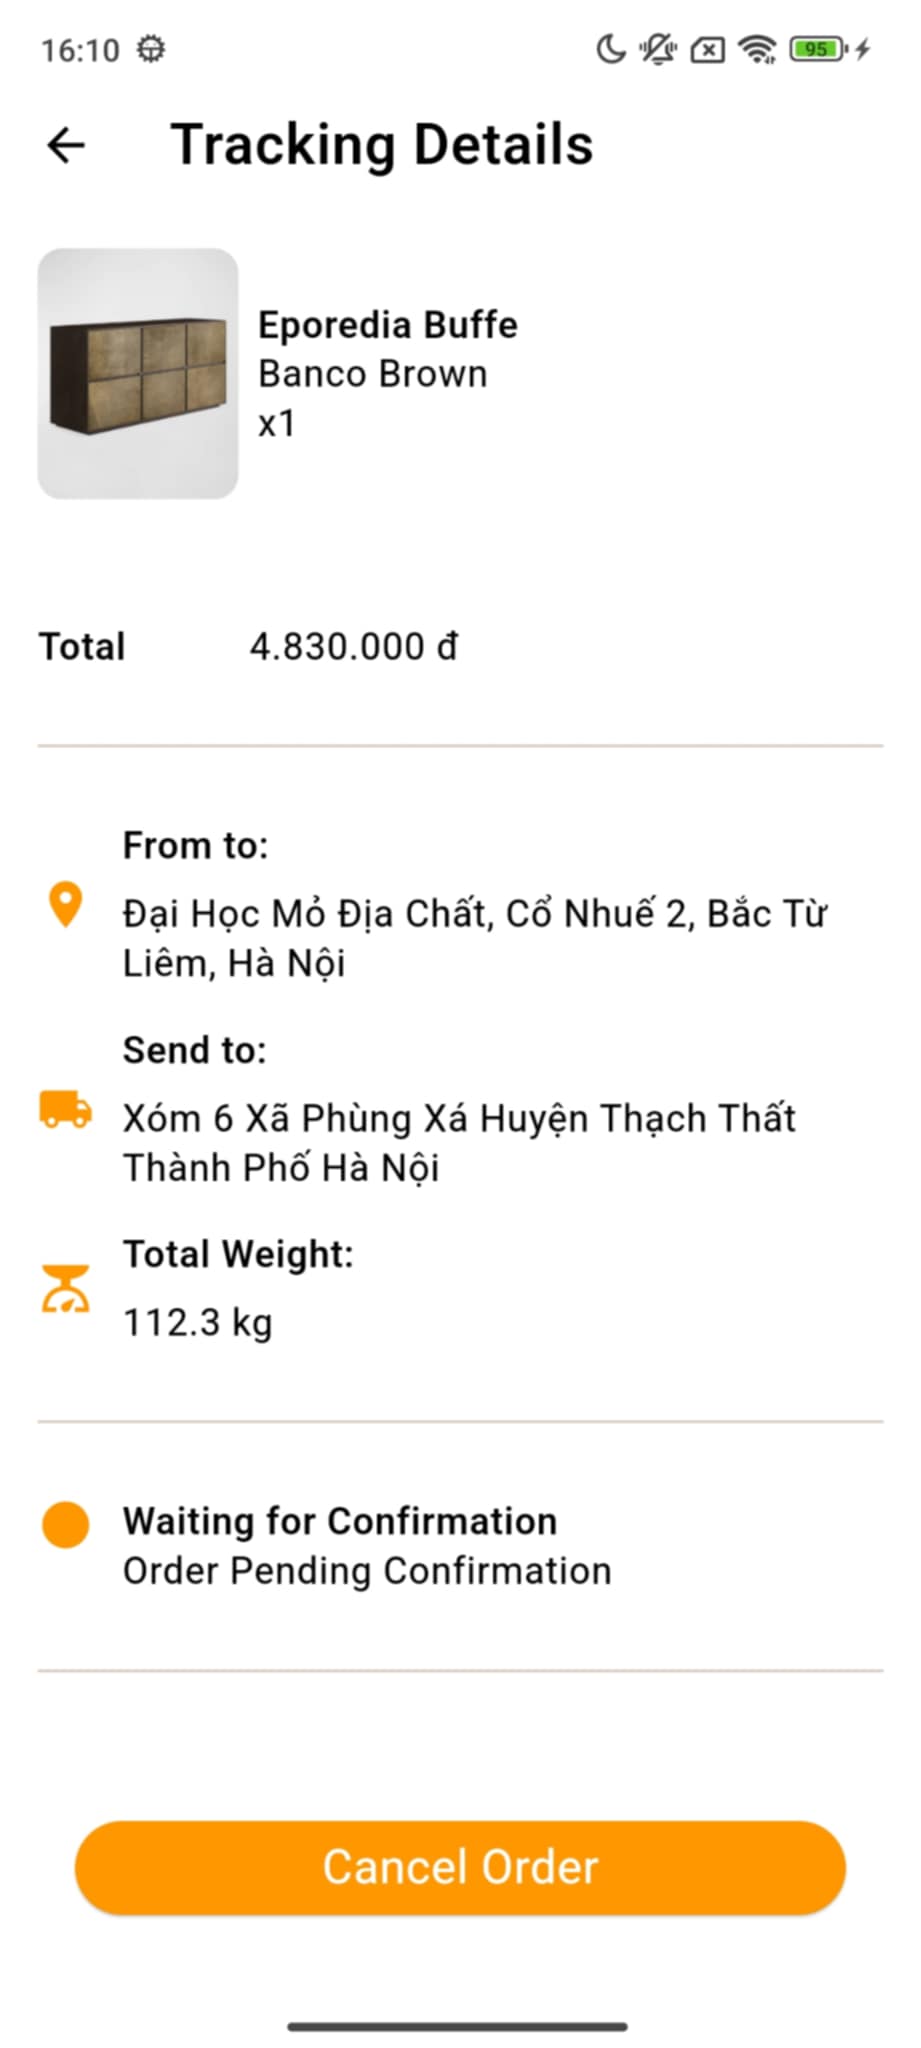 16:10
95
Tracking Details
Eporedia Buffe
Banco Brown
x1
Total 4.830.000 đ
From to:
Đại Học Mỏ Địa Chất, Cổ Nhuế 2, Bắc Từ
Liêm, Hà Nội
Send to:
Xóm 6 Xã Phùng Xá Huyện Thạch Thất
Thành Phố Hà Nội
Total Weight:
112.3 kg
Waiting for Confirmation
Order Pending Confirmation
Cancel Order